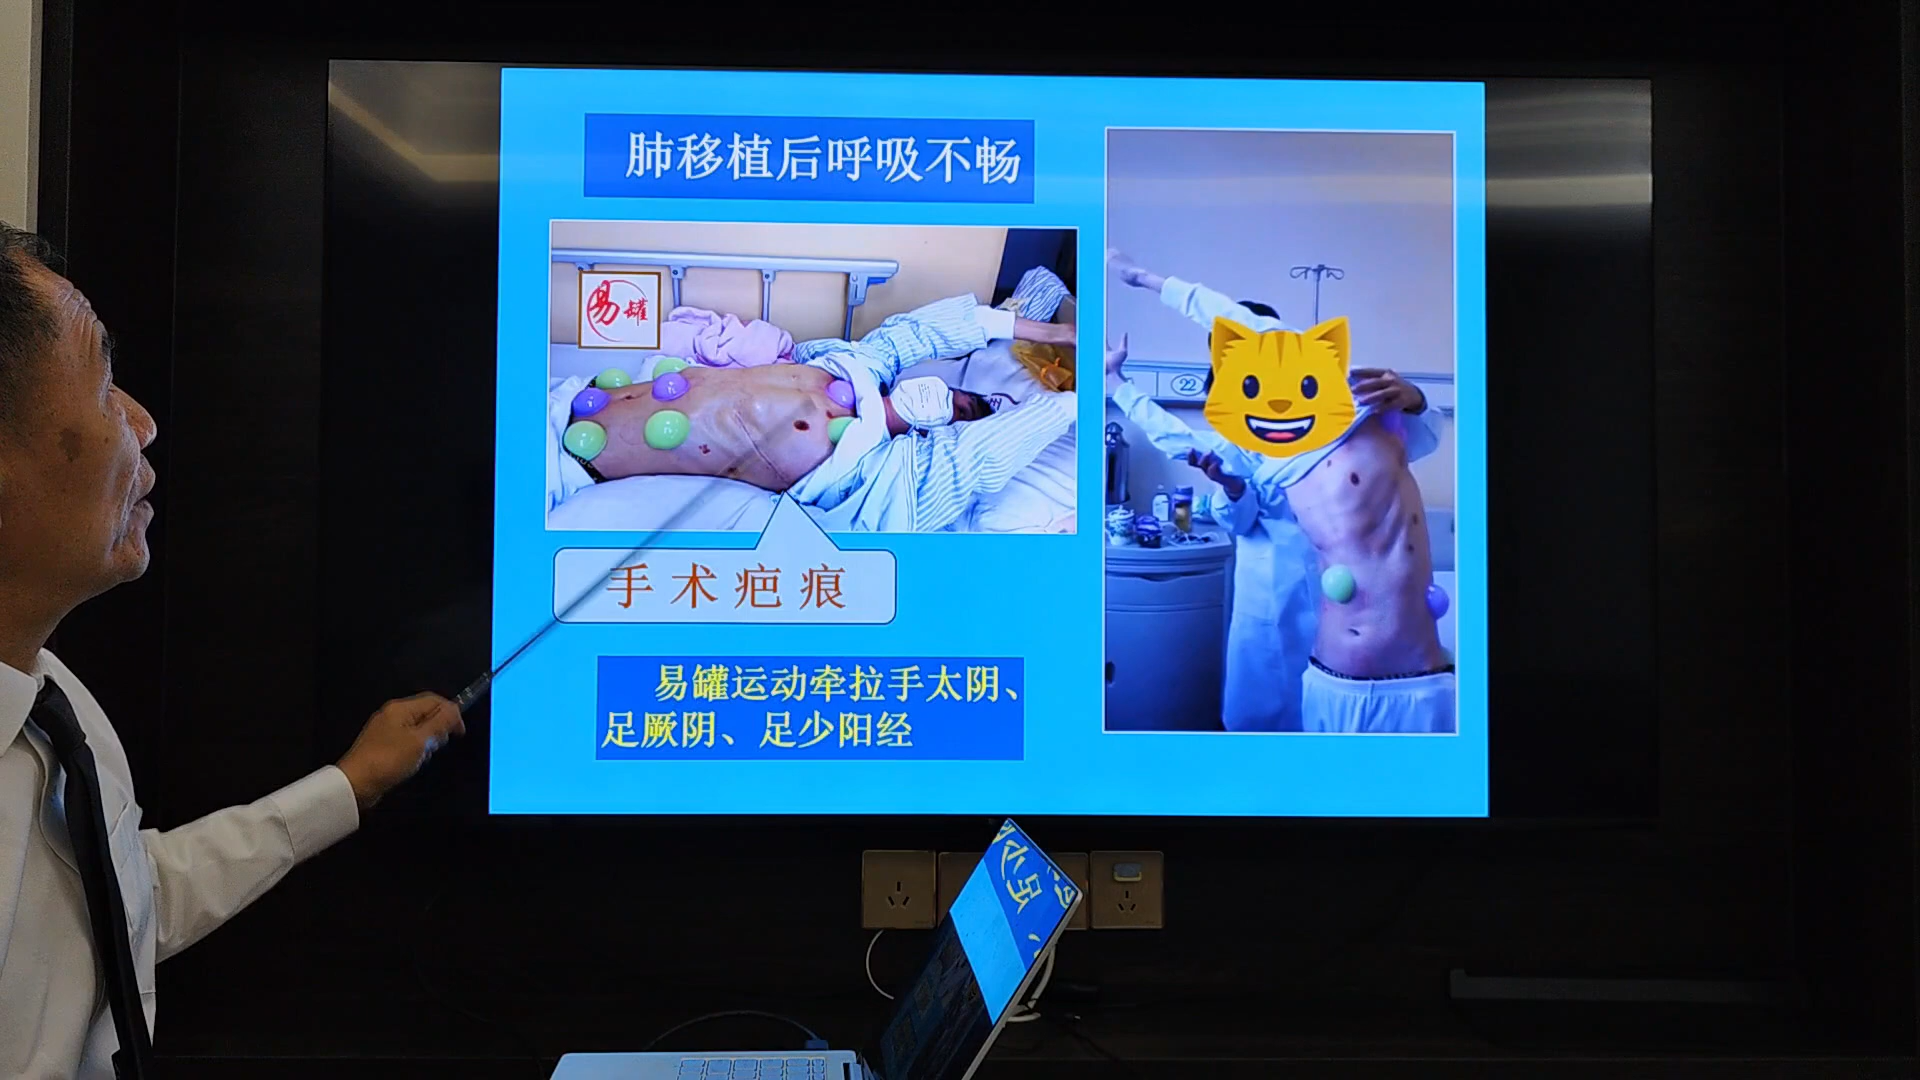 肺移植后呼吸不畅
易罐
22
手术疤痕
易罐运动牵拉手太阴、
足厥阴、足少阳经